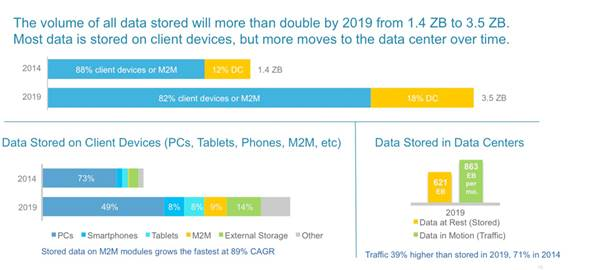 The volume of all data stored will more than double by 2019 from 1.4 ZB to 3.5 ZB.
Most data is stored on client devices, but more moves to the data center over time.
2014 88% client devices or M2M 12% DC 1.4 ZB
2019 82% client devices or M2M 18% DC 3.5 ZB
Data Stored on Client Devices (PCs, Tablets, Phones, M2M, etc)
2014 73%
2019 49% 8% 8% 9% 14%
PCs Smartphones Tablets M2M External Storage Other
Stored data on M2M modules grows the fastest at 89% CAGR
Data Stored in Data Centers
621 EB
863 EB per mo.
2019
Data at Rest (Stored)
Data in Motion (Traffic)
Traffic 39% higher than stored in 2019, 71% in 2014